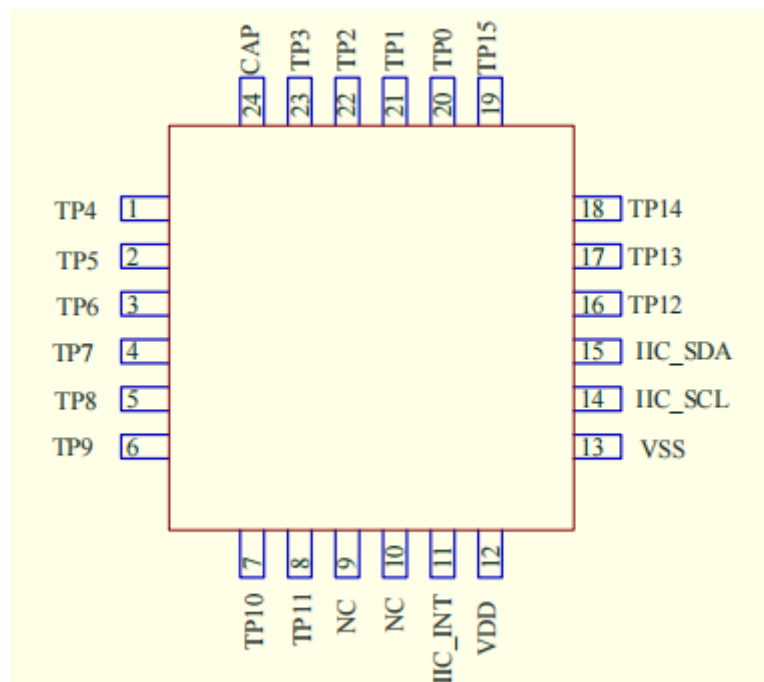 CAP TP3 TP2 TP1 TP0 TP15
24 23 22 21 20 19
TP4 1 18 TP14
TP5 2 17 TP13
TP6 3 16 TP12
TP7 4 15 IIC_SDA
TP8 5 14 IIC_SCL
TP9 6 13 VSS
7 8 9 10 11 12
TP10 TP11 NC NC IIC_INT VDD